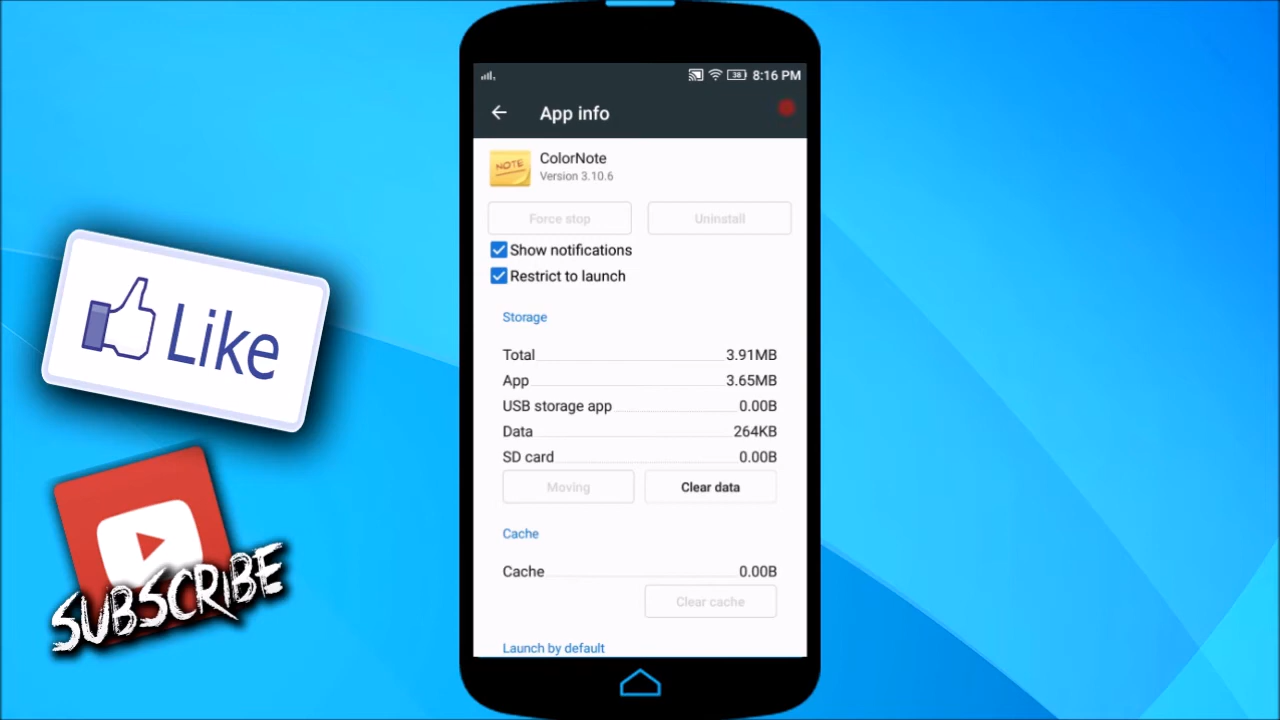 38 8:16 PM
App info
NOTE
ColorNote
Version 3.10.6
Force stop Uninstall
Show notifications
Restrict to launch
Storage
Total 3.91MB
App 3.65MB
USB storage app 0.00B
Data 264KB
SD card 0.00B
Moving Clear data
Cache
Cache 0.00B
Clear cache
Launch by default
Like
SUBSCRIBE